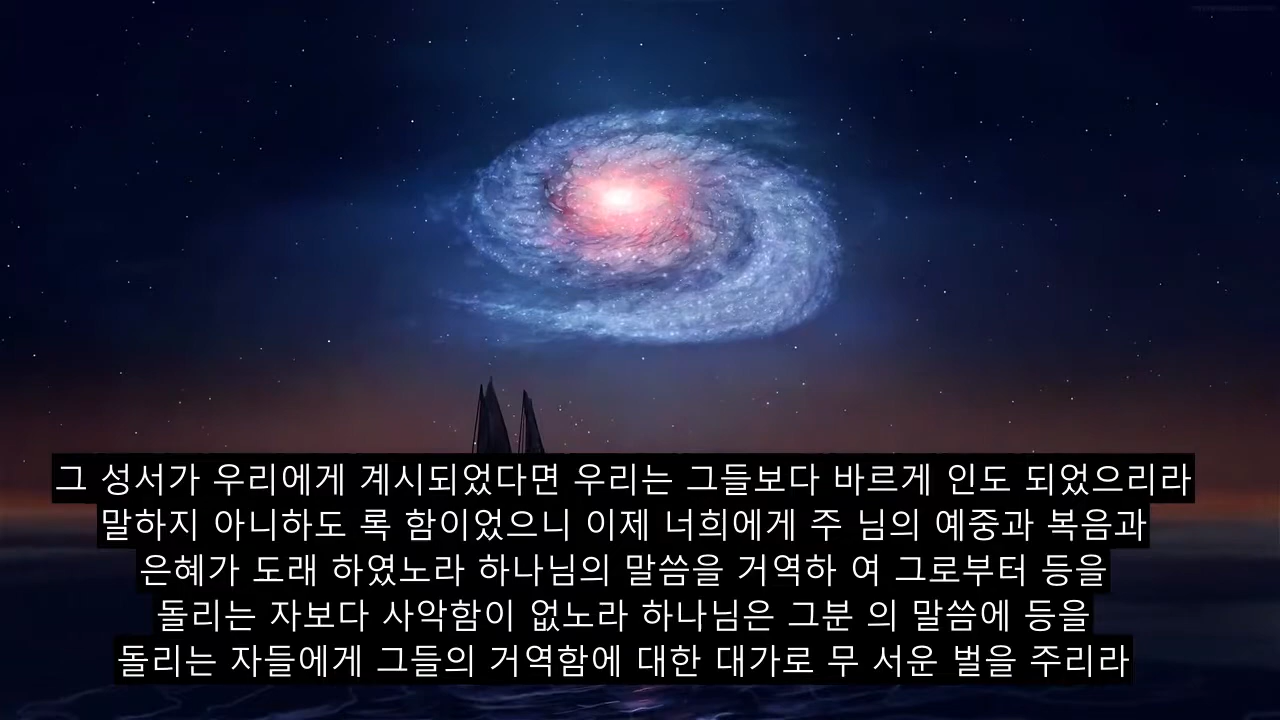 그 성서가 우리에게 계시되었다면 우리는 그들보다 바르게 인도 되었으리라
말하지 아니하도 록 함이었으니 이제 너희에게 주 님의 예중과 복음과
은혜가 도래 하였노라 하나님의 말씀을 거역하 여 그로부터 등을
돌리는 자보다 사악함이 없노라 하나님은 그분 의 말씀에 등을
돌리는 자들에게 그들의 거역함에 대한 대가로 무 서운 벌을 주리라